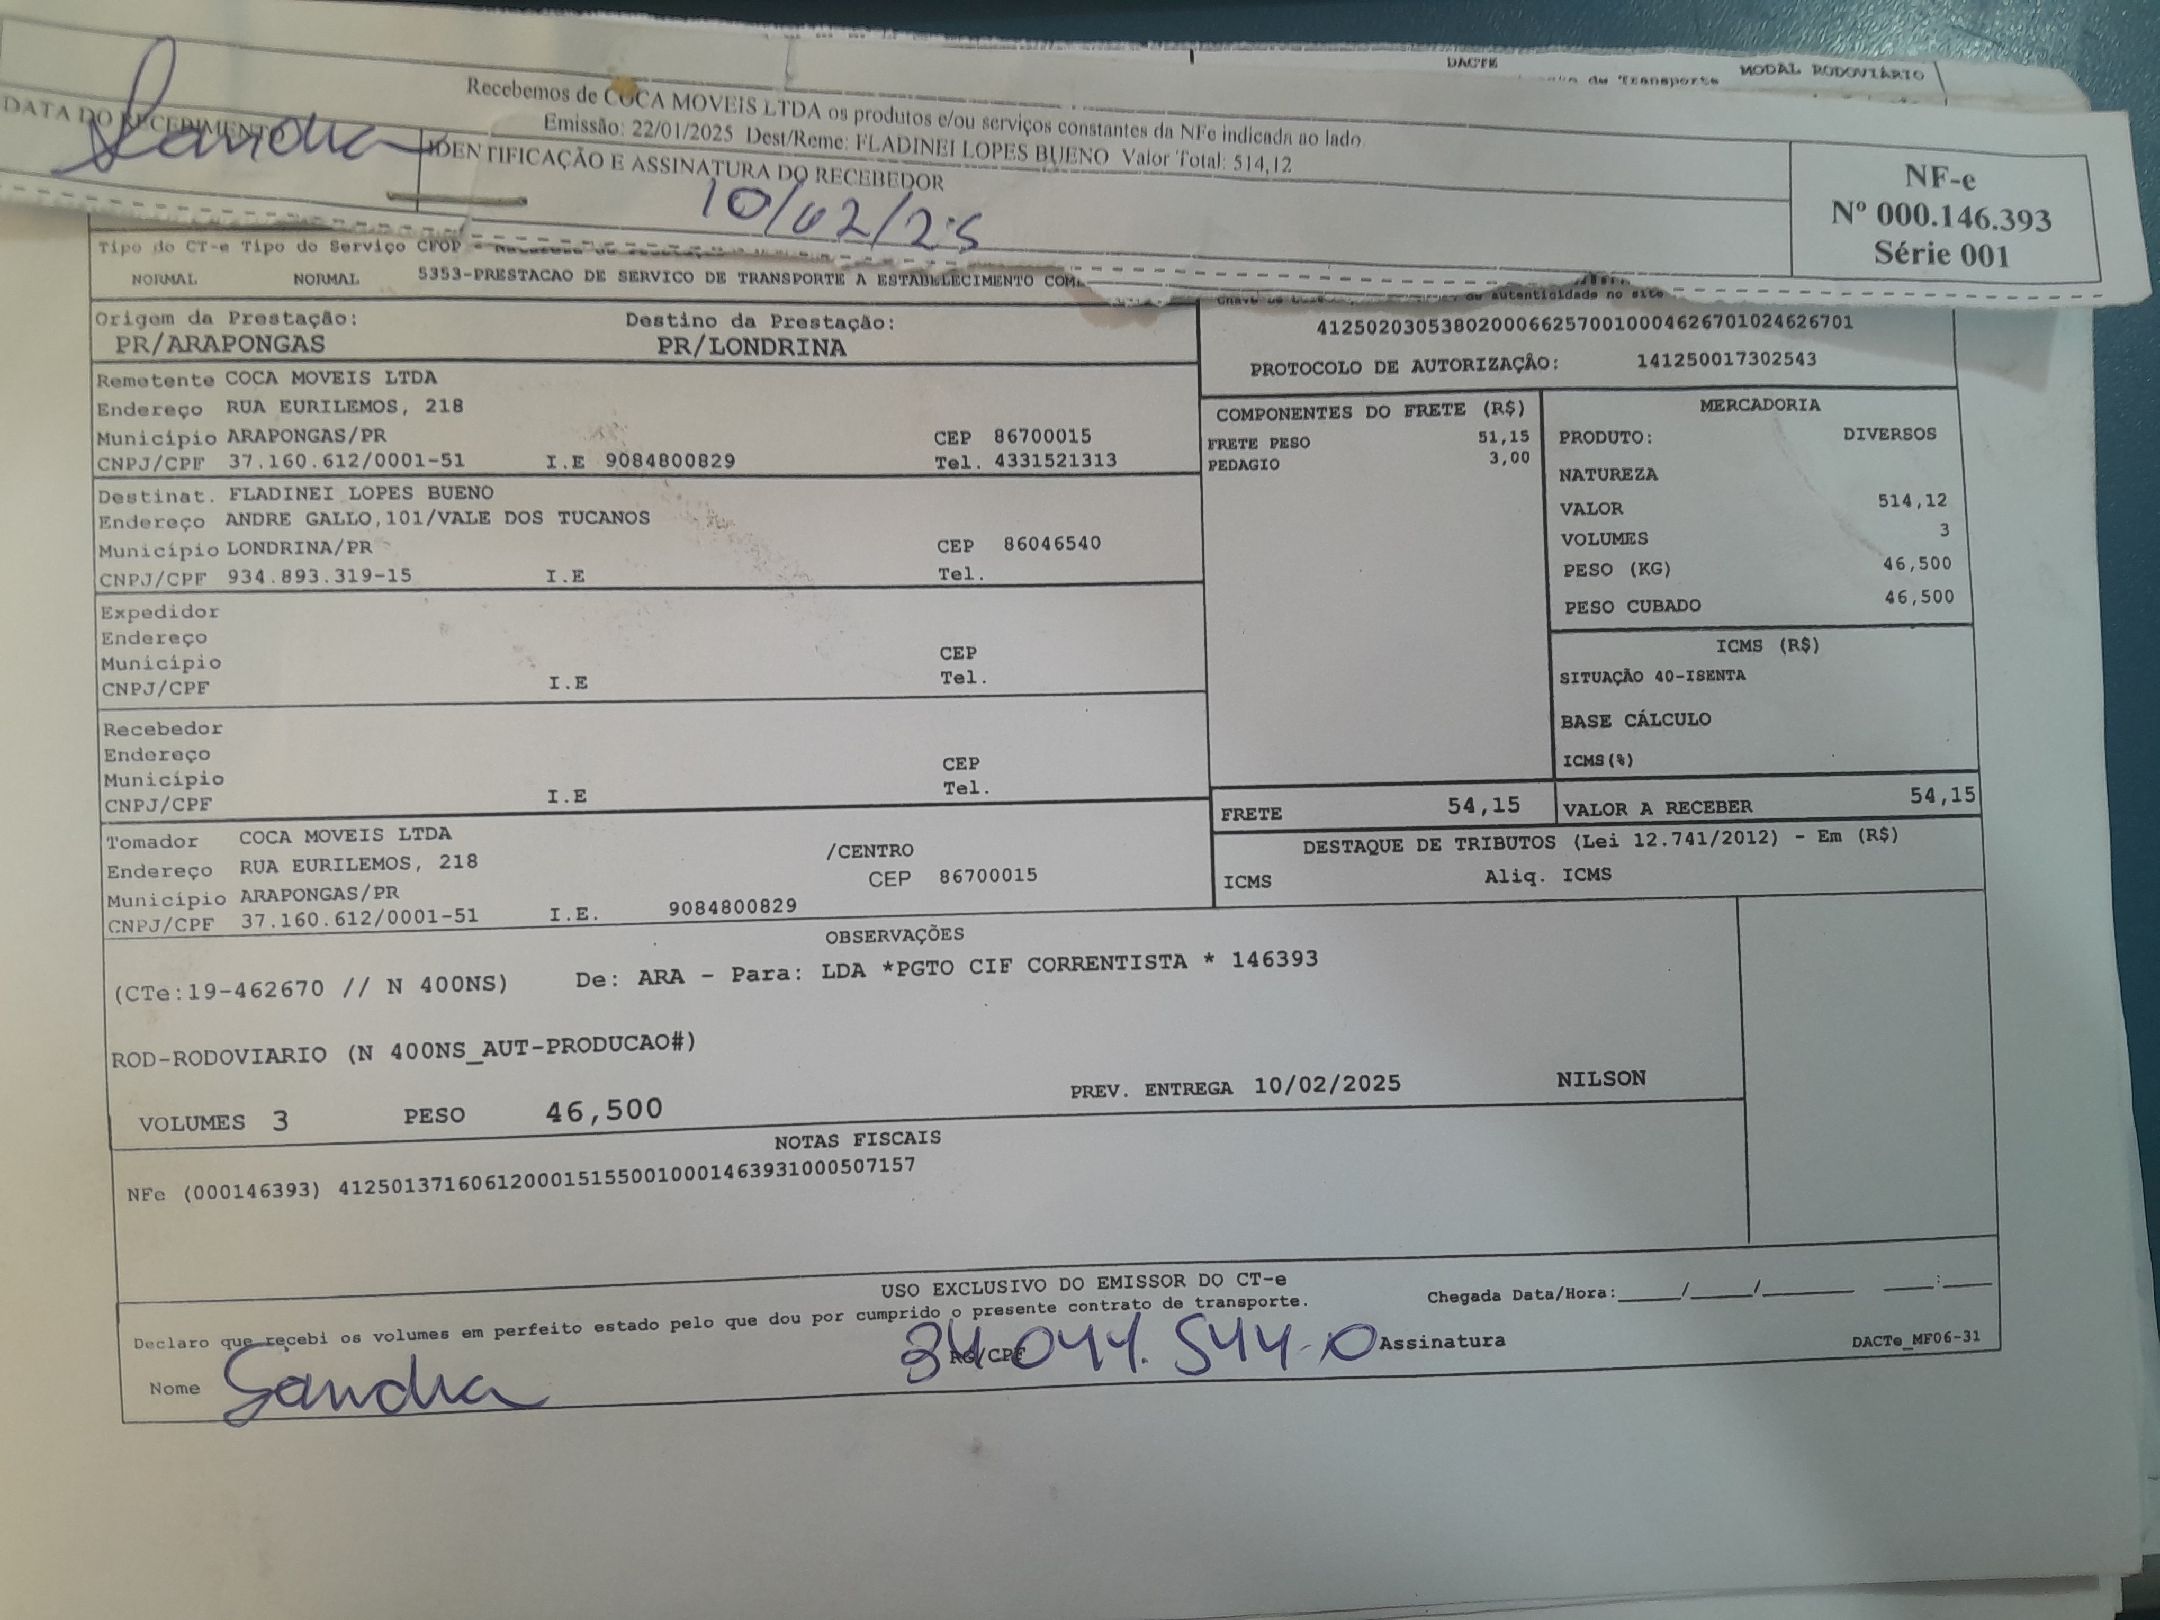 DACTE
de Transporte MODAL RODOVIÁRIO
Recebemos de COCA MOVEIS LTDA os produtos e/ou serviços constantes da NFe indicada ao lado.
Emissão: 22/01/2025 Dest/Reme: FLADINEI LOPES BUENO Valor Total: 514,12
DATA DO RECEBIMENTO IDENTIFICAÇÃO E ASSINATURA DO RECEBEDOR
Sandra
10/02/25
NF-e
Nº 000.146.393
Série 001
Tipo do CT-e Tipo do Serviço CFOP -
NORMAL NORMAL 5353-PRESTACAO DE SERVICO DE TRANSPORTE A ESTABELECIMENTO COM
de autenticidade no site
Origem da Prestação: Destino da Prestação:
PR/ARAPONGAS PR/LONDRINA
41250203053802000662570010004626701024626701
PROTOCOLO DE AUTORIZAÇÃO: 141250017302543
Remetente COCA MOVEIS LTDA
Endereço RUA EURILEMOS, 218
Município ARAPONGAS/PR CEP 86700015
CNPJ/CPF 37.160.612/0001-51 I.E 9084800829 Tel. 4331521313
Destinat. FLADINEI LOPES BUENO
Endereço ANDRE GALLO,101/VALE DOS TUCANOS
Município LONDRINA/PR CEP 86046540
CNPJ/CPF 934.893.319-15 I.E Tel.
Expedidor
Endereço
Município CEP
CNPJ/CPF I.E Tel.
Recebedor
Endereço
Município CEP
CNPJ/CPF I.E Tel.
Tomador COCA MOVEIS LTDA
Endereço RUA EURILEMOS, 218 /CENTRO
Município ARAPONGAS/PR CEP 86700015
CNPJ/CPF 37.160.612/0001-51 I.E. 9084800829
COMPONENTES DO FRETE (R$)
FRETE PESO 51,15
PEDAGIO 3,00
MERCADORIA
PRODUTO: DIVERSOS
NATUREZA
VALOR 514,12
VOLUMES 3
PESO (KG) 46,500
PESO CUBADO 46,500
ICMS (R$)
SITUAÇÃO 40-ISENTA
BASE CÁLCULO
ICMS(%)
FRETE 54,15 VALOR A RECEBER 54,15
DESTAQUE DE TRIBUTOS (Lei 12.741/2012) - Em (R$)
ICMS Aliq. ICMS
OBSERVAÇÕES
(CTe:19-462670 // N 400NS) De: ARA - Para: LDA *PGTO CIF CORRENTISTA * 146393
ROD-RODOVIARIO (N 400NS_AUT-PRODUCAO#)
VOLUMES 3 PESO 46,500 PREV. ENTREGA 10/02/2025 NILSON
NOTAS FISCAIS
NFe (000146393) 41250137160612000151550010001463931000507157
USO EXCLUSIVO DO EMISSOR DO CT-e
Declaro que recebi os volumes em perfeito estado pelo que dou por cumprido o presente contrato de transporte.
Chegada Data/Hora:_____/_____/_______ ____:____
Nome Sandra RG/CPF 34.044.544-0 Assinatura
DACTe_MF06-31